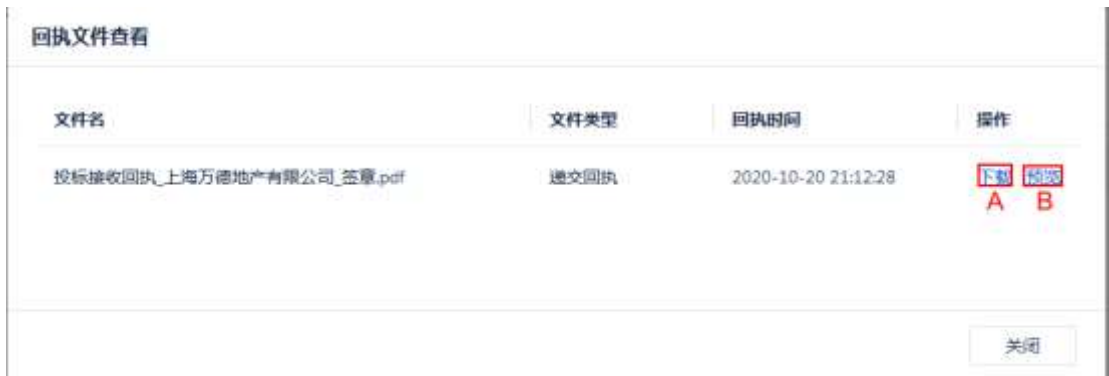 回执文件查看
文件名 文件类型 回执时间 操作
投标接收回执_上海万德地产有限公司_签章.pdf 递交回执 2020-10-20 21:12:28 下载 预览
A B
关闭